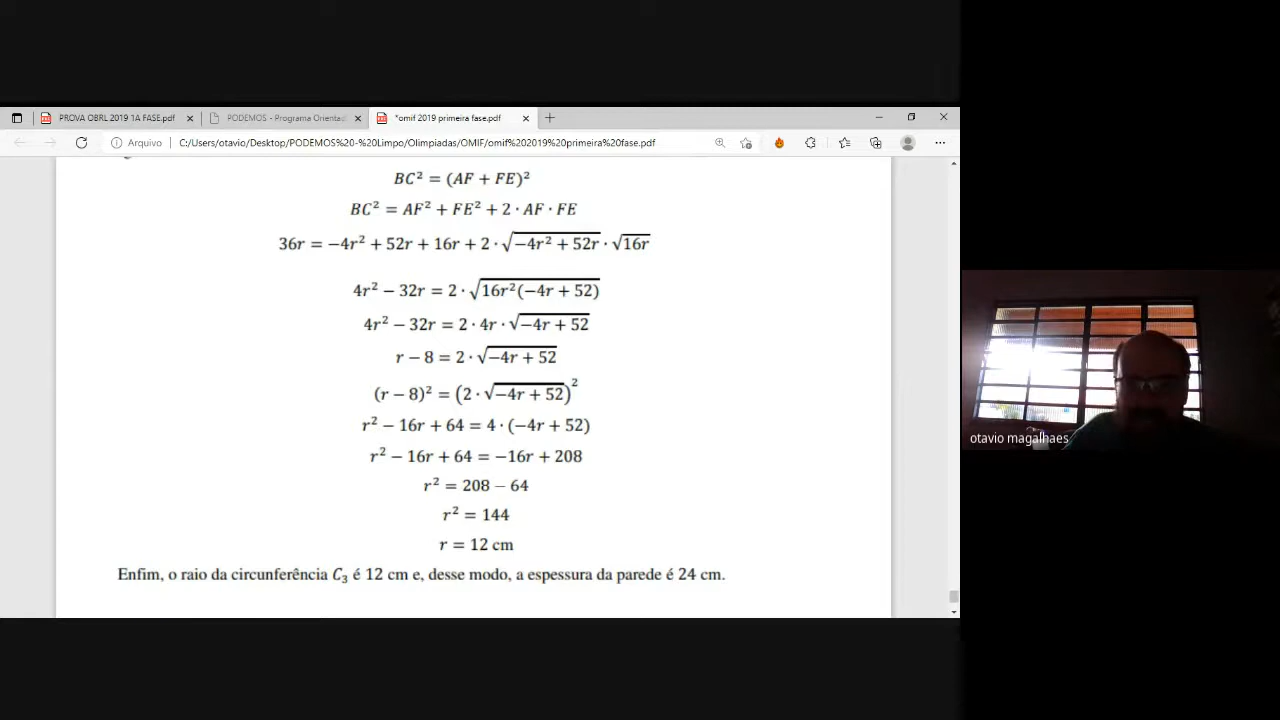 PROVA OBRL 2019 1A FASE.pdf
PODEMOS - Programa Orientad
*omif 2019 primeira fase.pdf
Arquivo | C:/Users/otavio/Desktop/PODEMOS%20-%20Limpo/Olimpiadas/OMIF/omif%202019%20primeira%20fase.pdf
BC² = (AF + FE)²
BC² = AF² + FE² + 2 · AF · FE
36r = −4r² + 52r + 16r + 2 · √(−4r² + 52r) · √16r
4r² − 32r = 2 · √(16r²(−4r + 52))
4r² − 32r = 2 · 4r · √(−4r + 52)
r − 8 = 2 · √(−4r + 52)
(r − 8)² = (2 · √(−4r + 52))²
r² − 16r + 64 = 4 · (−4r + 52)
r² − 16r + 64 = −16r + 208
r² = 208 − 64
r² = 144
r = 12 cm
Enfim, o raio da circunferência C₃ é 12 cm e, desse modo, a espessura da parede é 24 cm.
otavio magalhaes